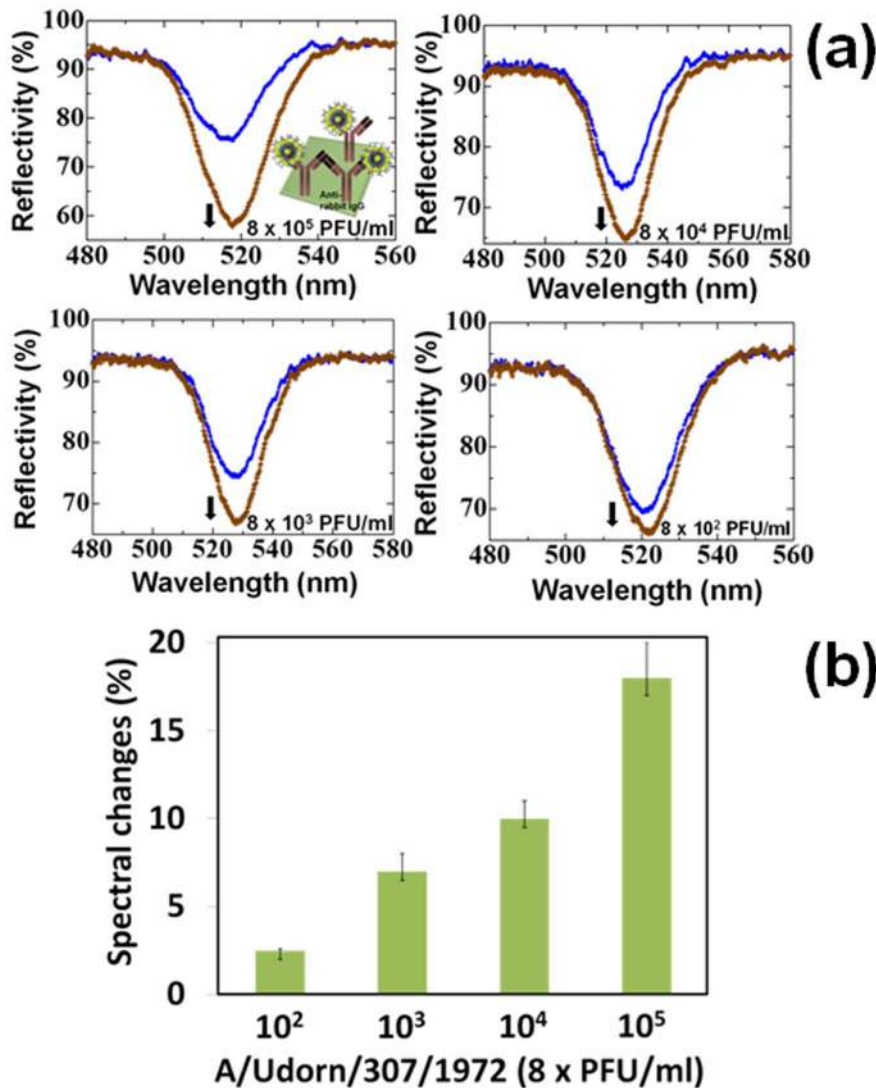 (a)
Reflectivity (%)
100
90
80
70
60
480 500 520 540 560
Wavelength (nm)
Anti-
rabbit igG
8 x 10⁵ PFU/ml
Reflectivity (%)
100
90
80
70
480 500 520 540 560 580
Wavelength (nm)
8 x 10⁴ PFU/ml
Reflectivity (%)
100
90
80
70
480 500 520 540 560 580
Wavelength (nm)
8 x 10³ PFU/ml
Reflectivity (%)
100
90
80
70
480 500 520 540 560
Wavelength (nm)
8 x 10² PFU/ml
(b)
Spectral changes (%)
20
15
10
5
0
10² 10³ 10⁴ 10⁵
A/Udorn/307/1972 (8 x PFU/ml)